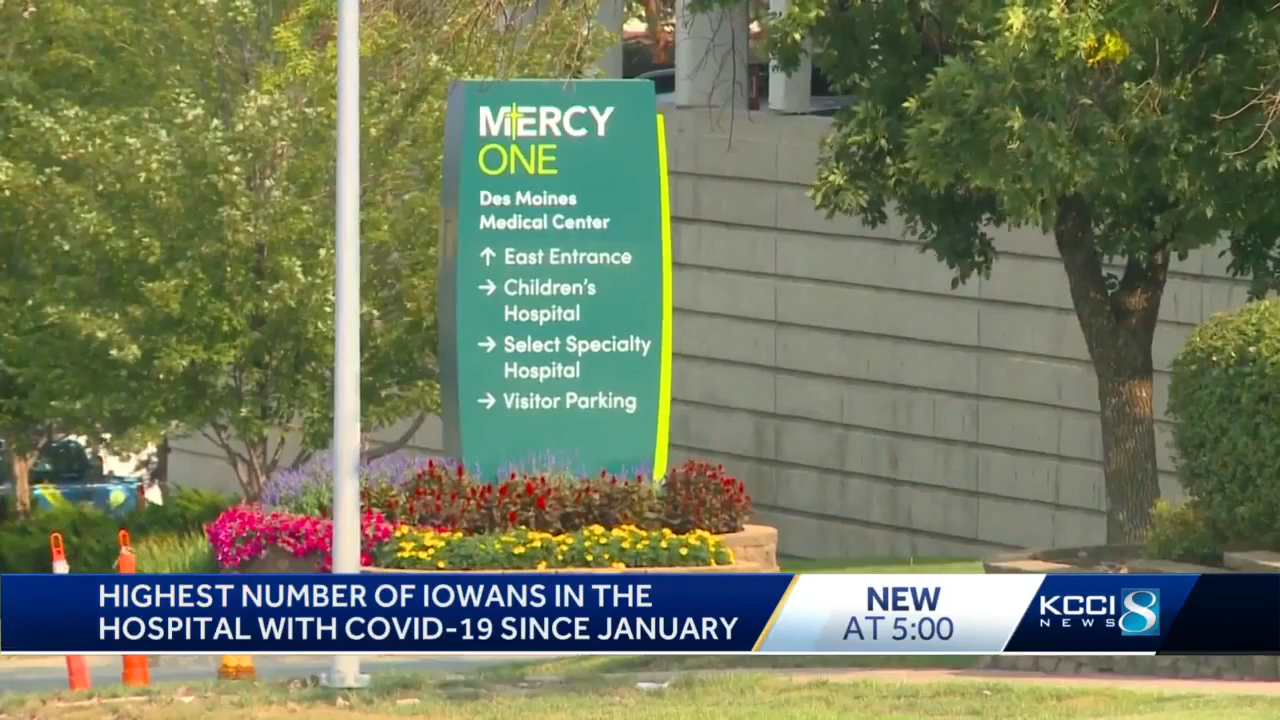 MERCY
ONE
Des Moines
Medical Center
↑ East Entrance
→ Children's
Hospital
→ Select Specialty
Hospital
→ Visitor Parking
HIGHEST NUMBER OF IOWANS IN THE
HOSPITAL WITH COVID-19 SINCE JANUARY
NEW
AT 5:00
KCCI 8
NEWS